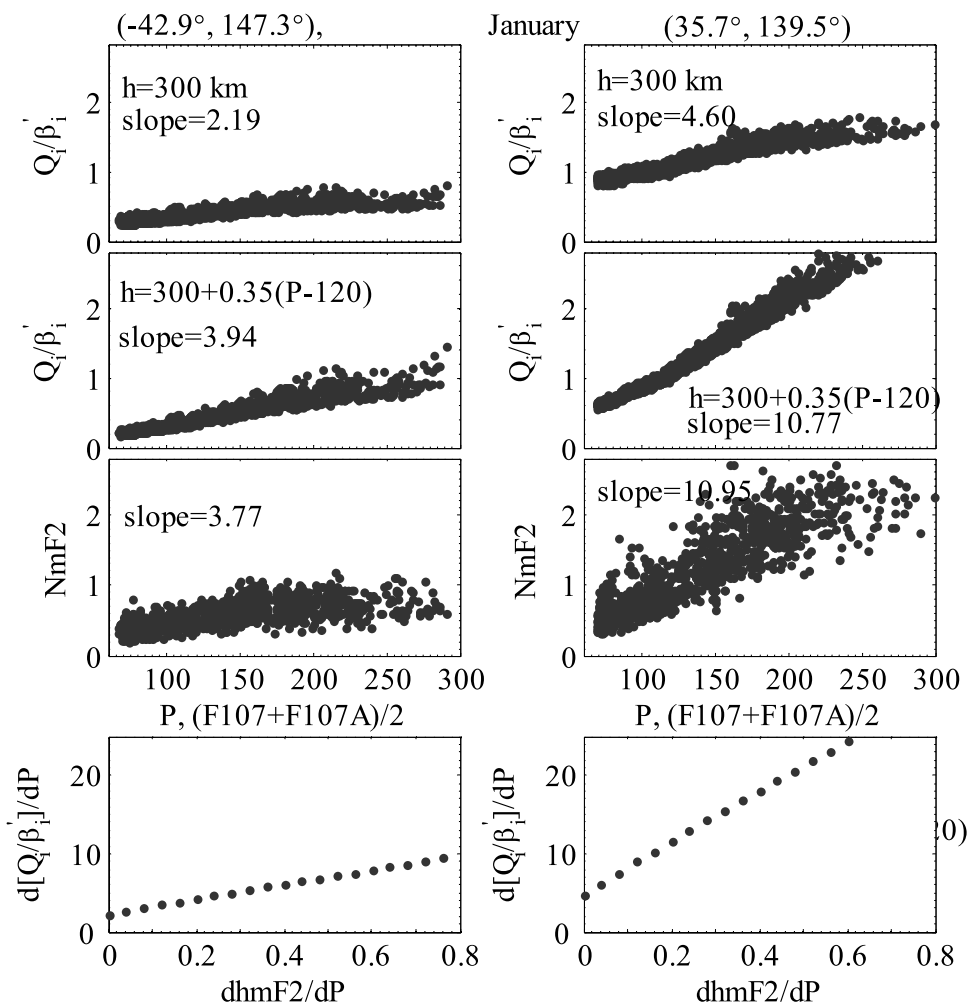 (-42.9°, 147.3°), January (35.7°, 139.5°)
h=300 km
slope=2.19
Q_i/β_i'
2
1
0
h=300 km
slope=4.60
Q_i/β_i'
2
1
0
h=300+0.35(P-120)
slope=3.94
Q_i/β_i'
2
1
0
h=300+0.35(P-120)
slope=10.77
Q_i/β_i'
2
1
0
slope=3.77
NmF2
2
1
0
100 150 200 250 300
P, (F107+F107A)/2
slope=10.95
NmF2
2
1
0
100 150 200 250 300
P, (F107+F107A)/2
d[Q_i/β_i']/dP
20
10
0
0 0.2 0.4 0.6 0.8
dhmF2/dP
d[Q_i/β_i']/dP
20
10
0
0 0.2 0.4 0.6 0.8
dhmF2/dP